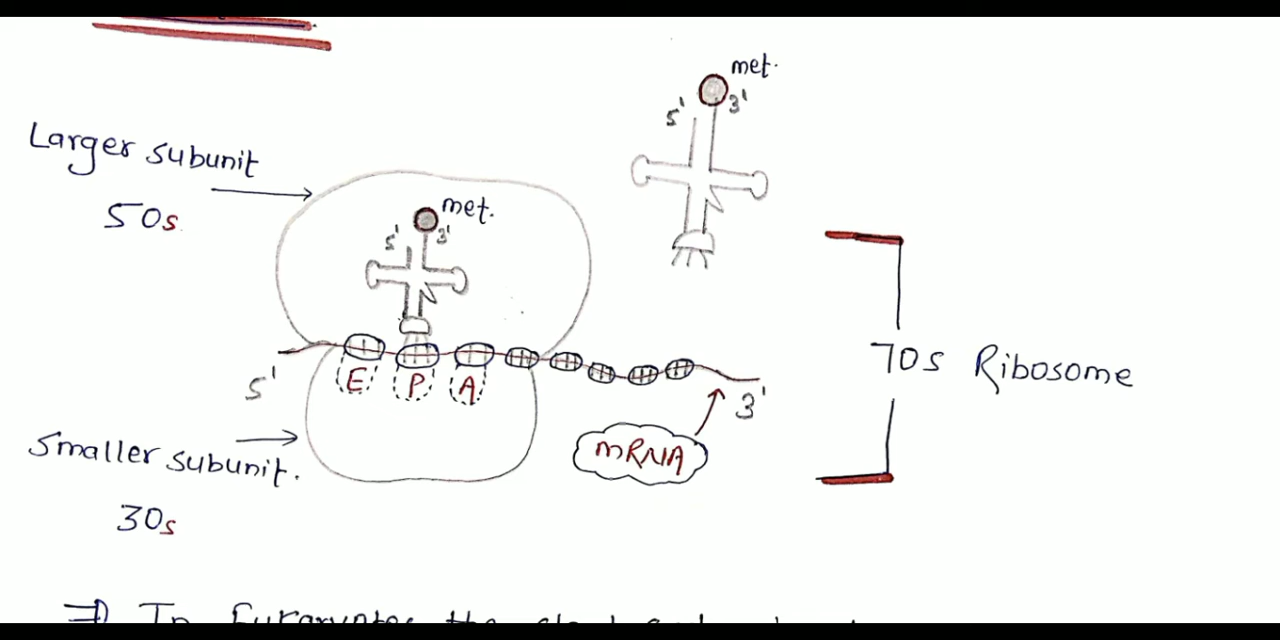 met.
5' 3'
Larger subunit
50s
met.
5' 3'
70s Ribosome
5'
E P A
3'
mRNA
Smaller subunit.
30s